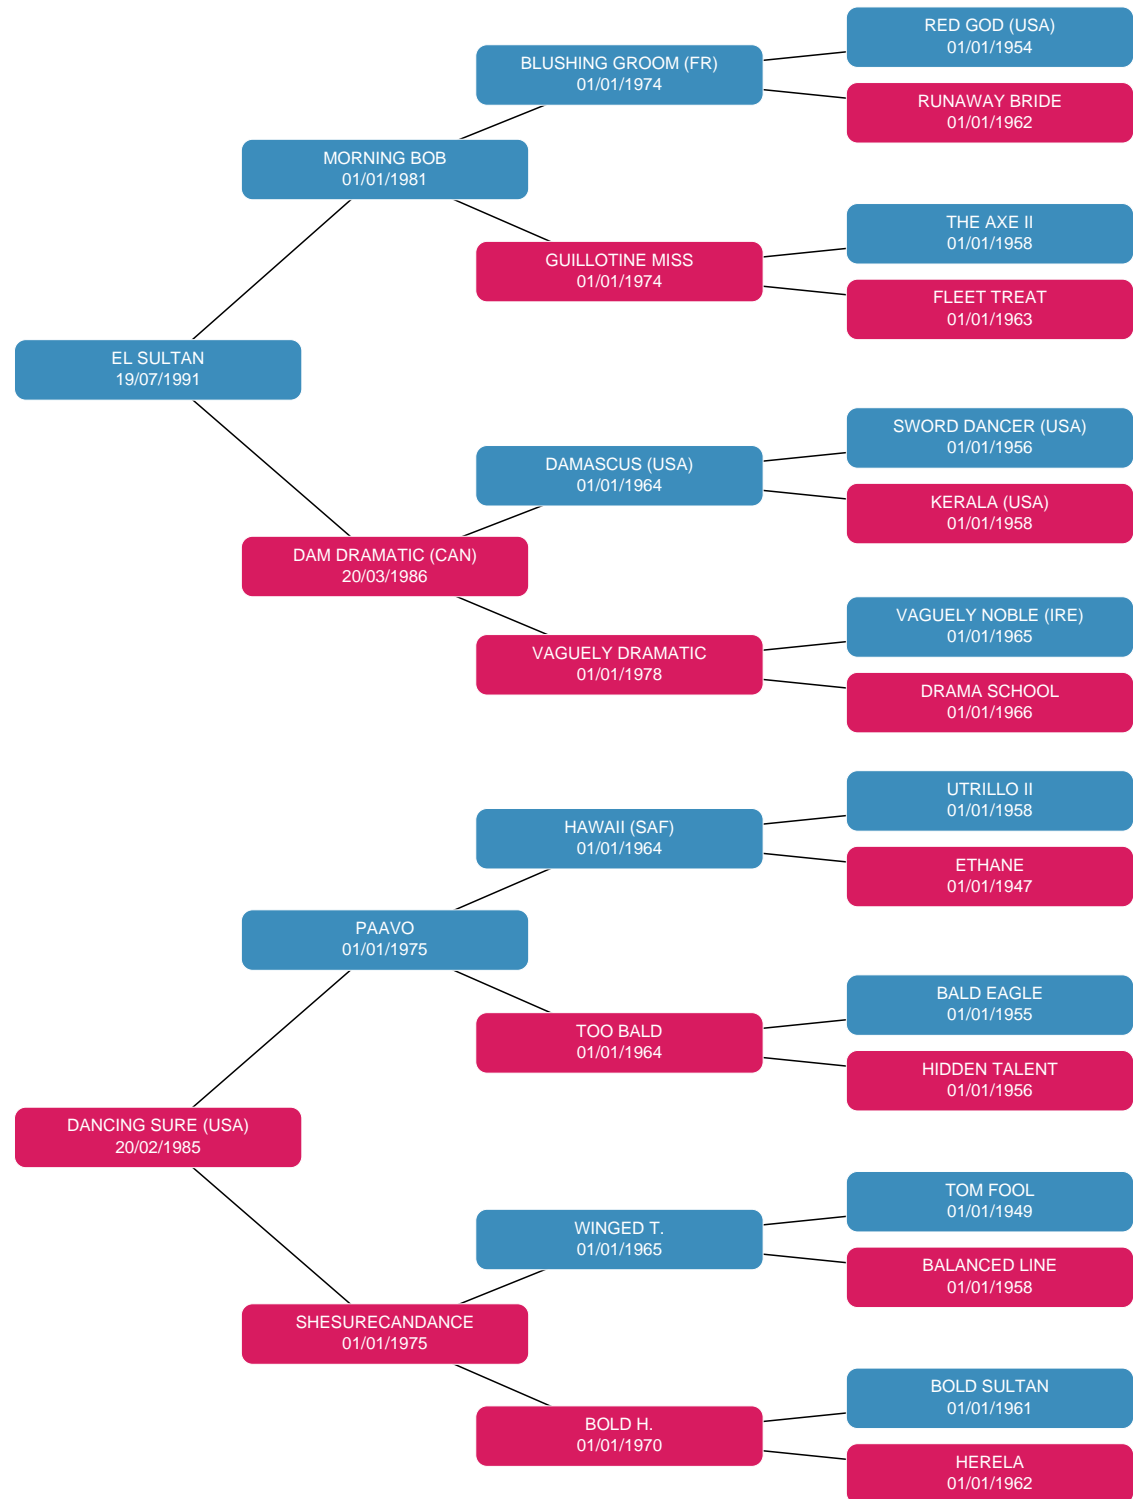 RED GOD (USA)
01/01/1954
BLUSHING GROOM (FR)
01/01/1974
RUNAWAY BRIDE
01/01/1962
MORNING BOB
01/01/1981
THE AXE II
01/01/1958
GUILLOTINE MISS
01/01/1974
FLEET TREAT
01/01/1963
EL SULTAN
19/07/1991
SWORD DANCER (USA)
01/01/1956
DAMASCUS (USA)
01/01/1964
KERALA (USA)
01/01/1958
DAM DRAMATIC (CAN)
20/03/1986
VAGUELY NOBLE (IRE)
01/01/1965
VAGUELY DRAMATIC
01/01/1978
DRAMA SCHOOL
01/01/1966
UTRILLO II
01/01/1958
HAWAII (SAF)
01/01/1964
ETHANE
01/01/1947
PAAVO
01/01/1975
BALD EAGLE
01/01/1955
TOO BALD
01/01/1964
HIDDEN TALENT
01/01/1956
DANCING SURE (USA)
20/02/1985
TOM FOOL
01/01/1949
WINGED T.
01/01/1965
BALANCED LINE
01/01/1958
SHESURECANDANCE
01/01/1975
BOLD SULTAN
01/01/1961
BOLD H.
01/01/1970
HERELA
01/01/1962